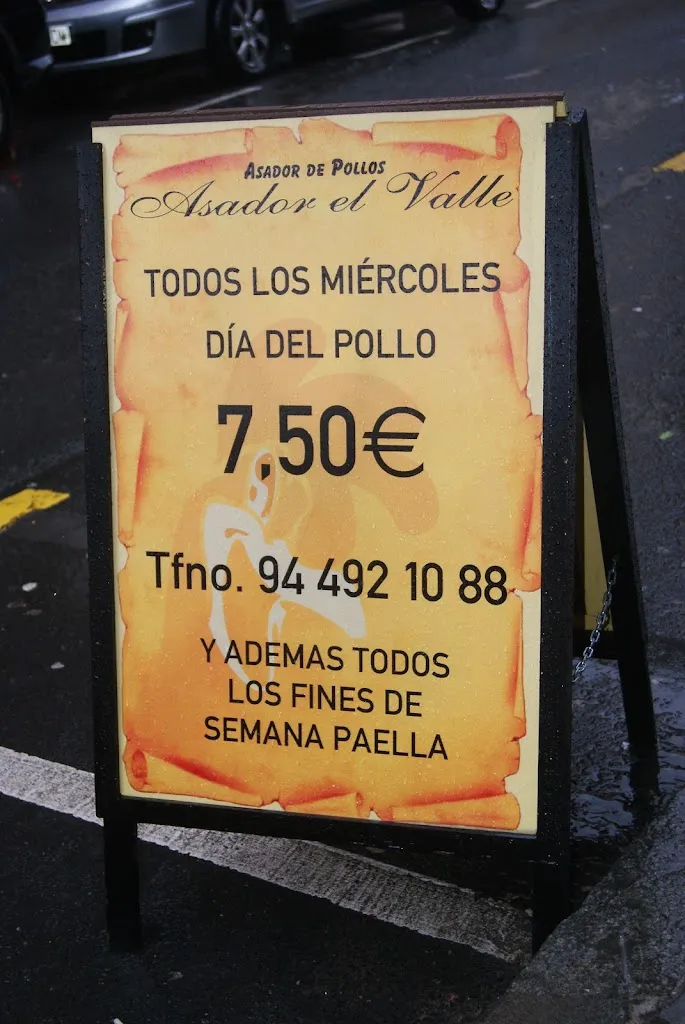 ASADOR DE POLLOS
Asador el Valle
TODOS LOS MIÉRCOLES
DÍA DEL POLLO
7,50€
Tfno. 94 492 10 88
Y ADEMAS TODOS
LOS FINES DE
SEMANA PAELLA